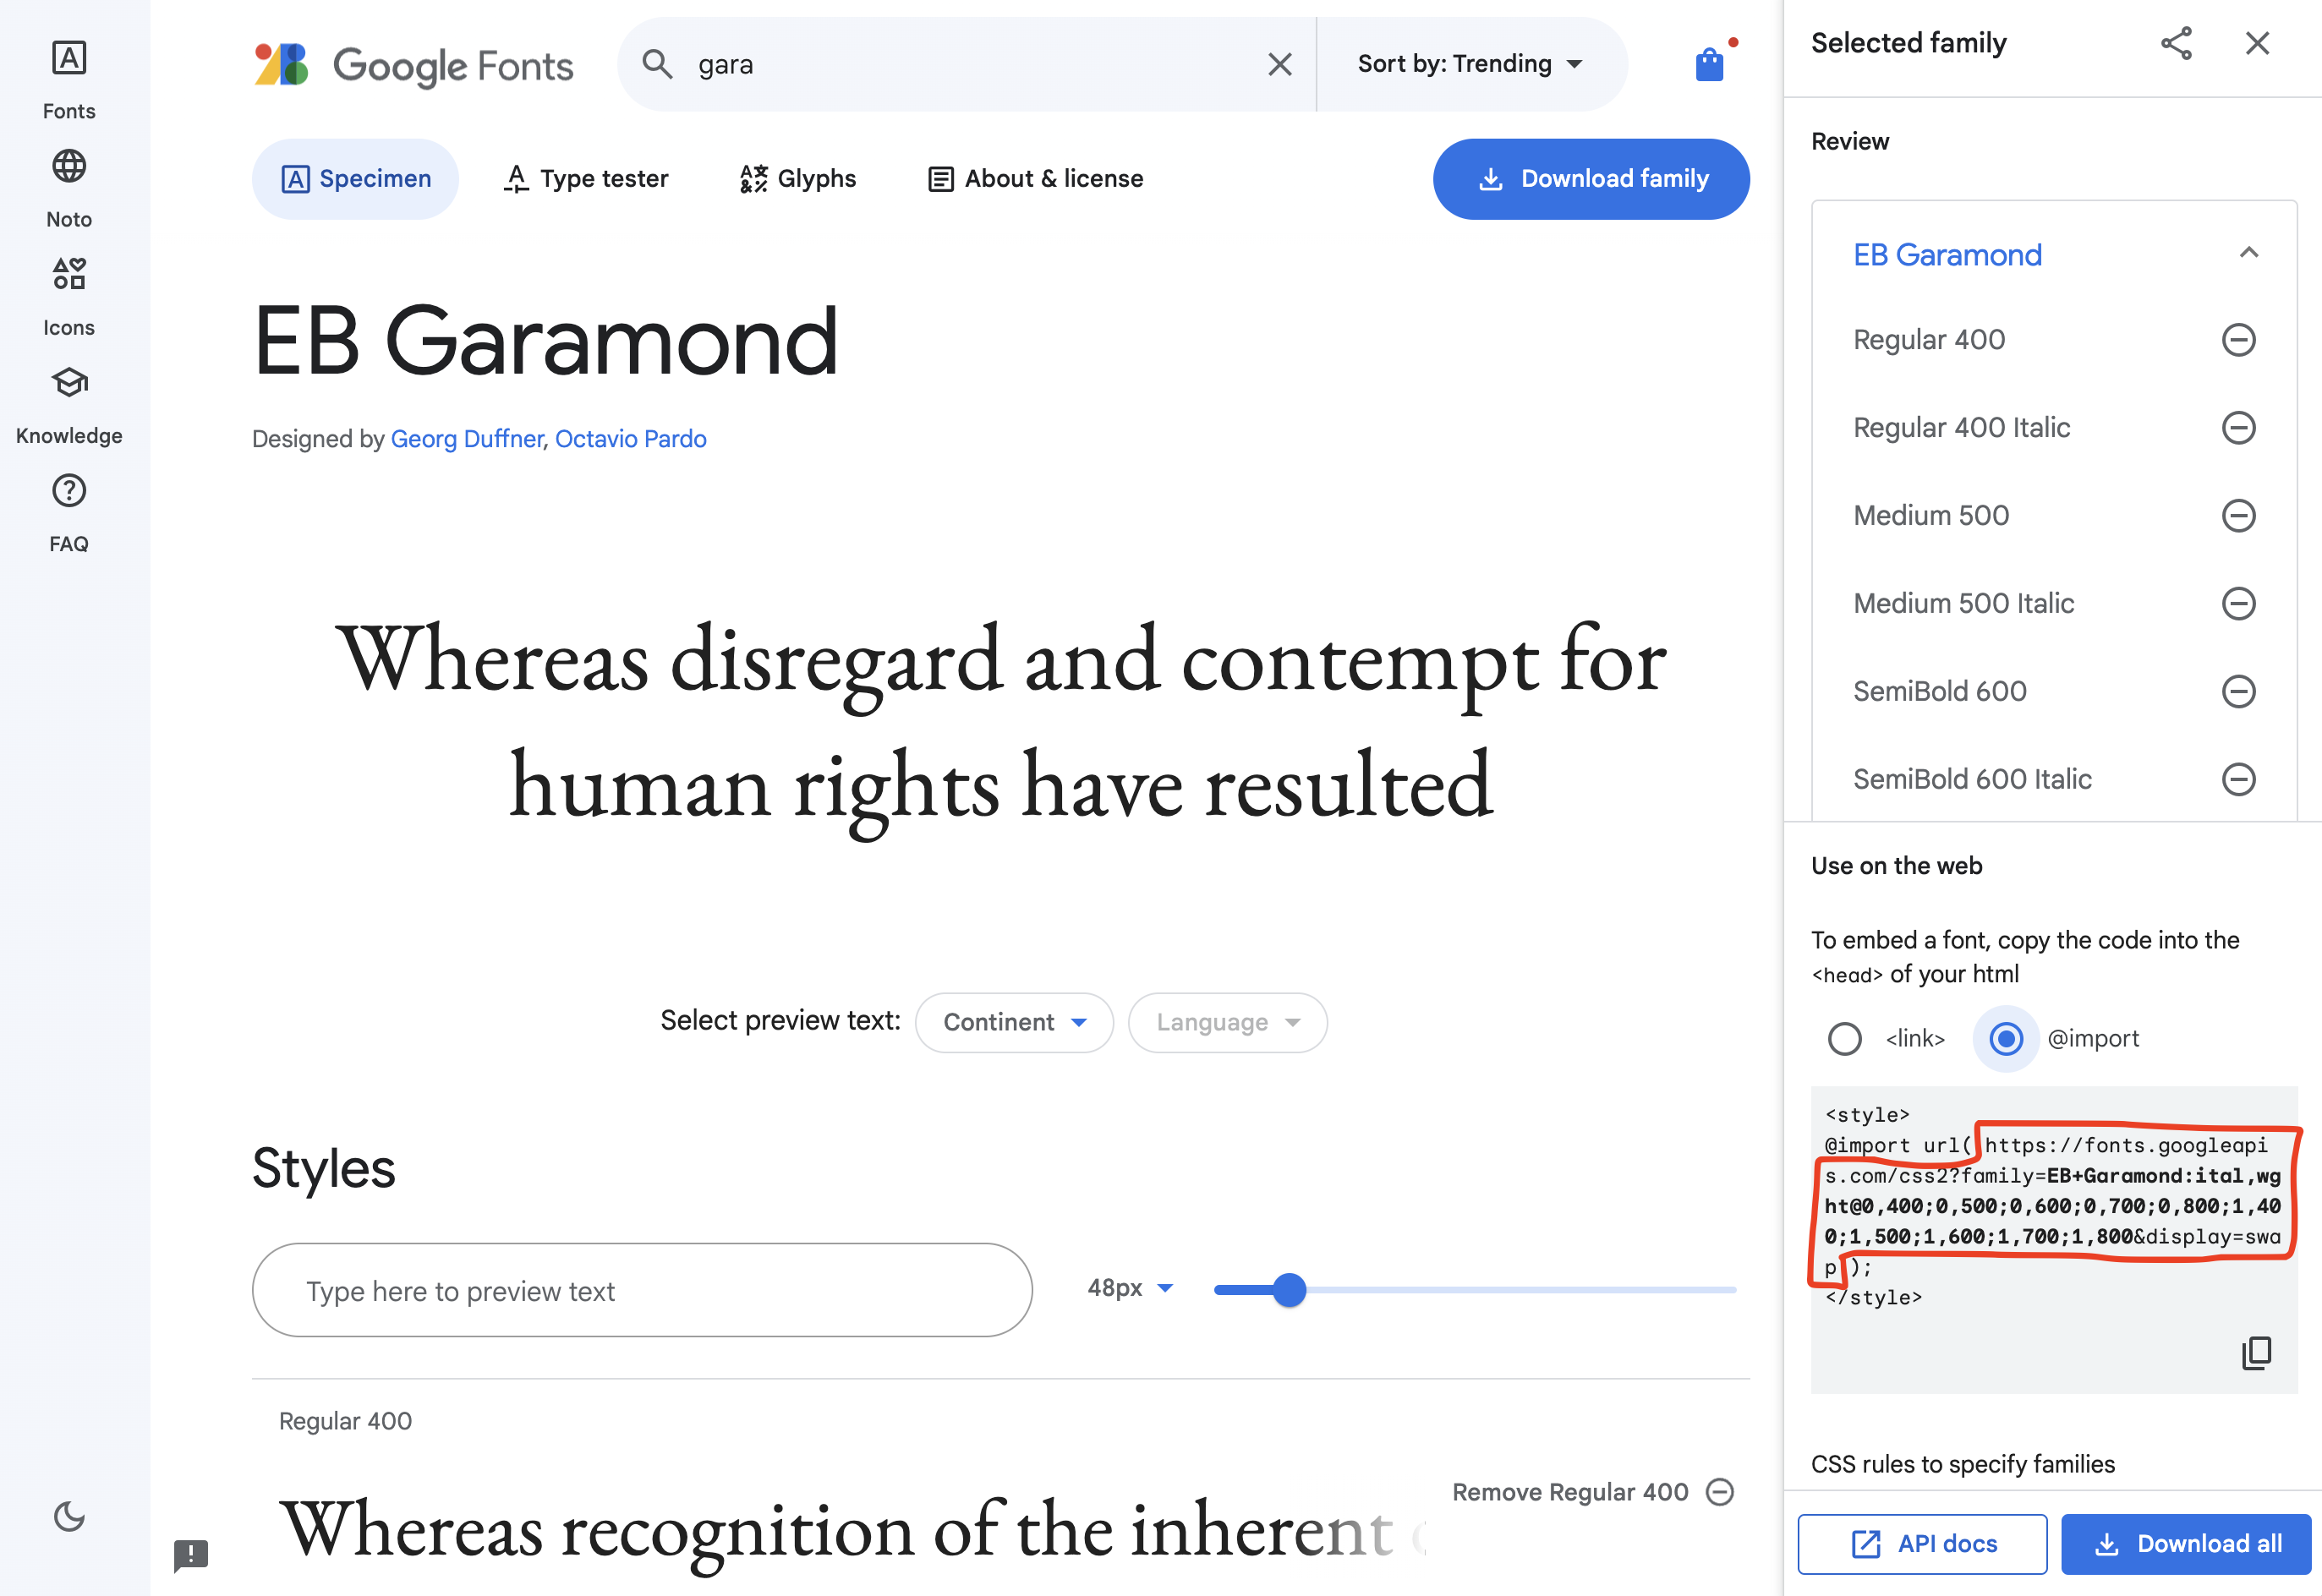 Fonts
Noto
Icons
Knowledge
FAQ
Google Fonts
gara
Sort by: Trending
Specimen
Type tester
Glyphs
About & license
Download family
EB Garamond
Designed by Georg Duffner, Octavio Pardo
Whereas disregard and contempt for
human rights have resulted
Select preview text:
Continent
Language
Styles
Type here to preview text
48px
Regular 400
Whereas recognition of the inherent
Remove Regular 400
Selected family
Review
EB Garamond
Regular 400
Regular 400 Italic
Medium 500
Medium 500 Italic
SemiBold 600
SemiBold 600 Italic
Use on the web
To embed a font, copy the code into the
<head> of your html
<link>
@import
<style>
@import url('https://fonts.googleapi
s.com/css2?family=EB+Garamond:ital,wg
ht@0,400;0,500;0,600;0,700;0,800;1,40
0;1,500;1,600;1,700;1,800&display=swa
p');
</style>
CSS rules to specify families
API docs
Download all